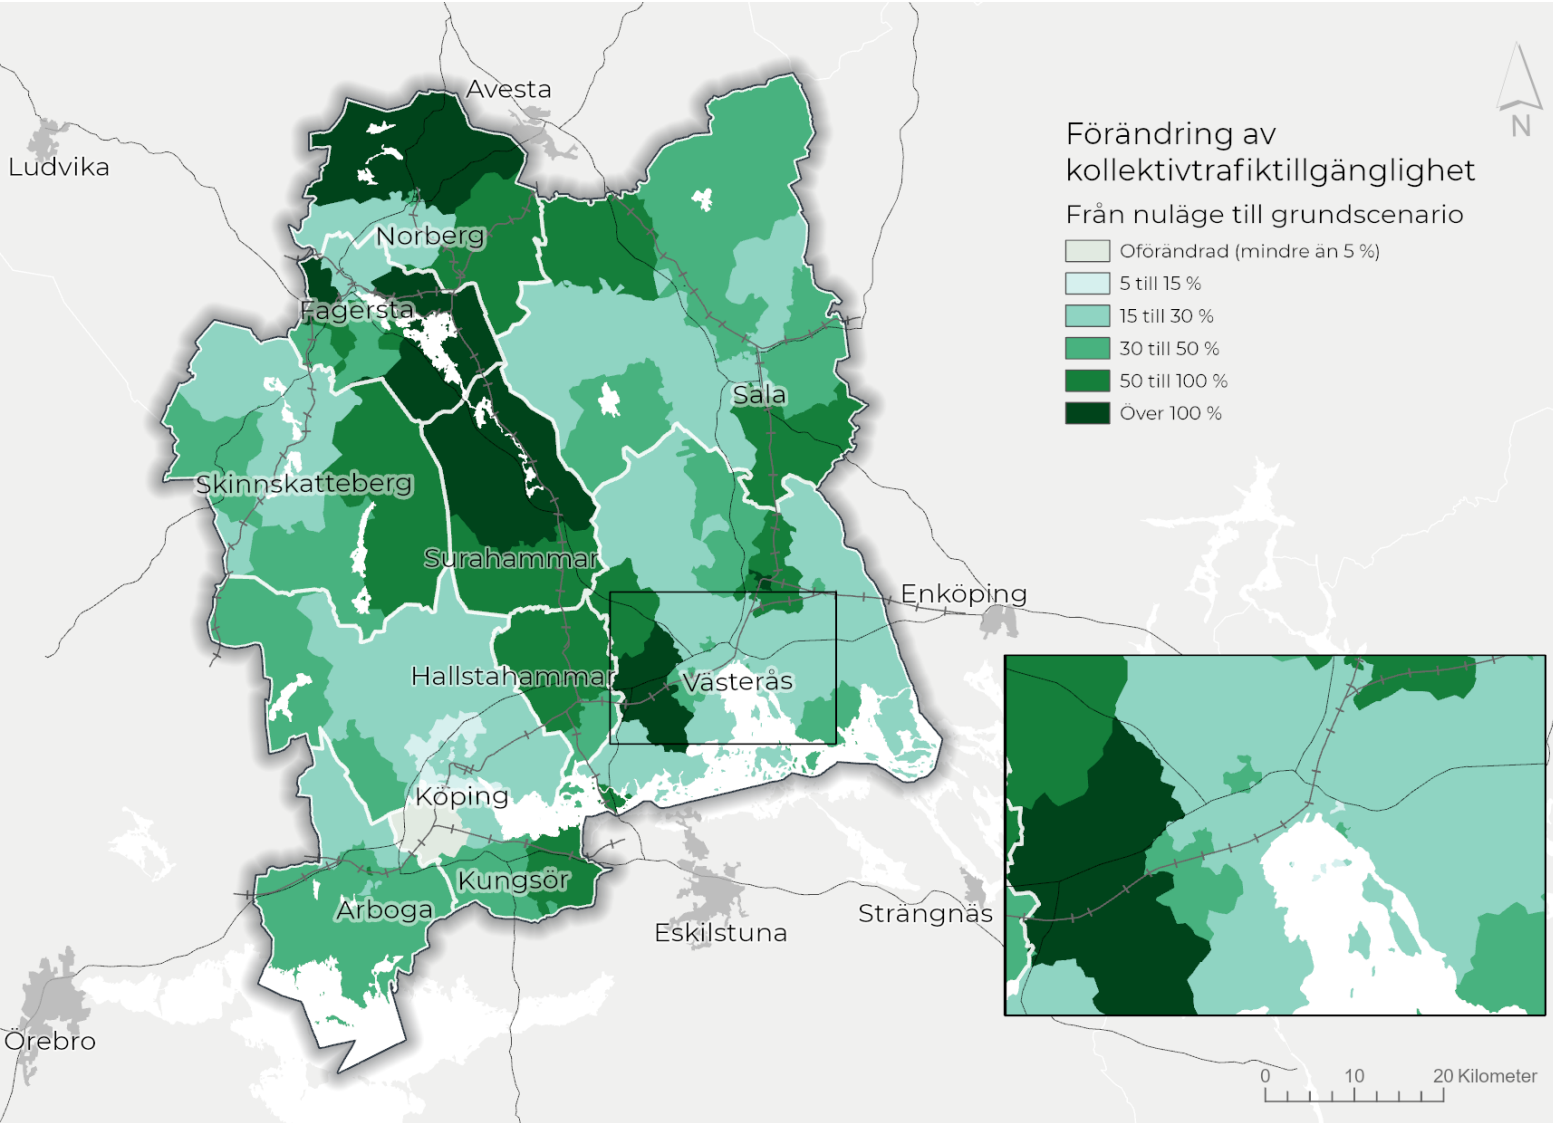 Avesta
Ludvika
Norberg
Fagersta
Sala
Skinnskatteberg
Surahammar
Enköping
Hallstahammar
Västerås
Köping
Kungsör
Arboga
Eskilstuna
Strängnäs
Örebro
Förändring av
kollektivtrafiktillgänglighet
Från nuläge till grundscenario
Oförändrad (mindre än 5 %)
5 till 15 %
15 till 30 %
30 till 50 %
50 till 100 %
Över 100 %
N
0 10 20 Kilometer